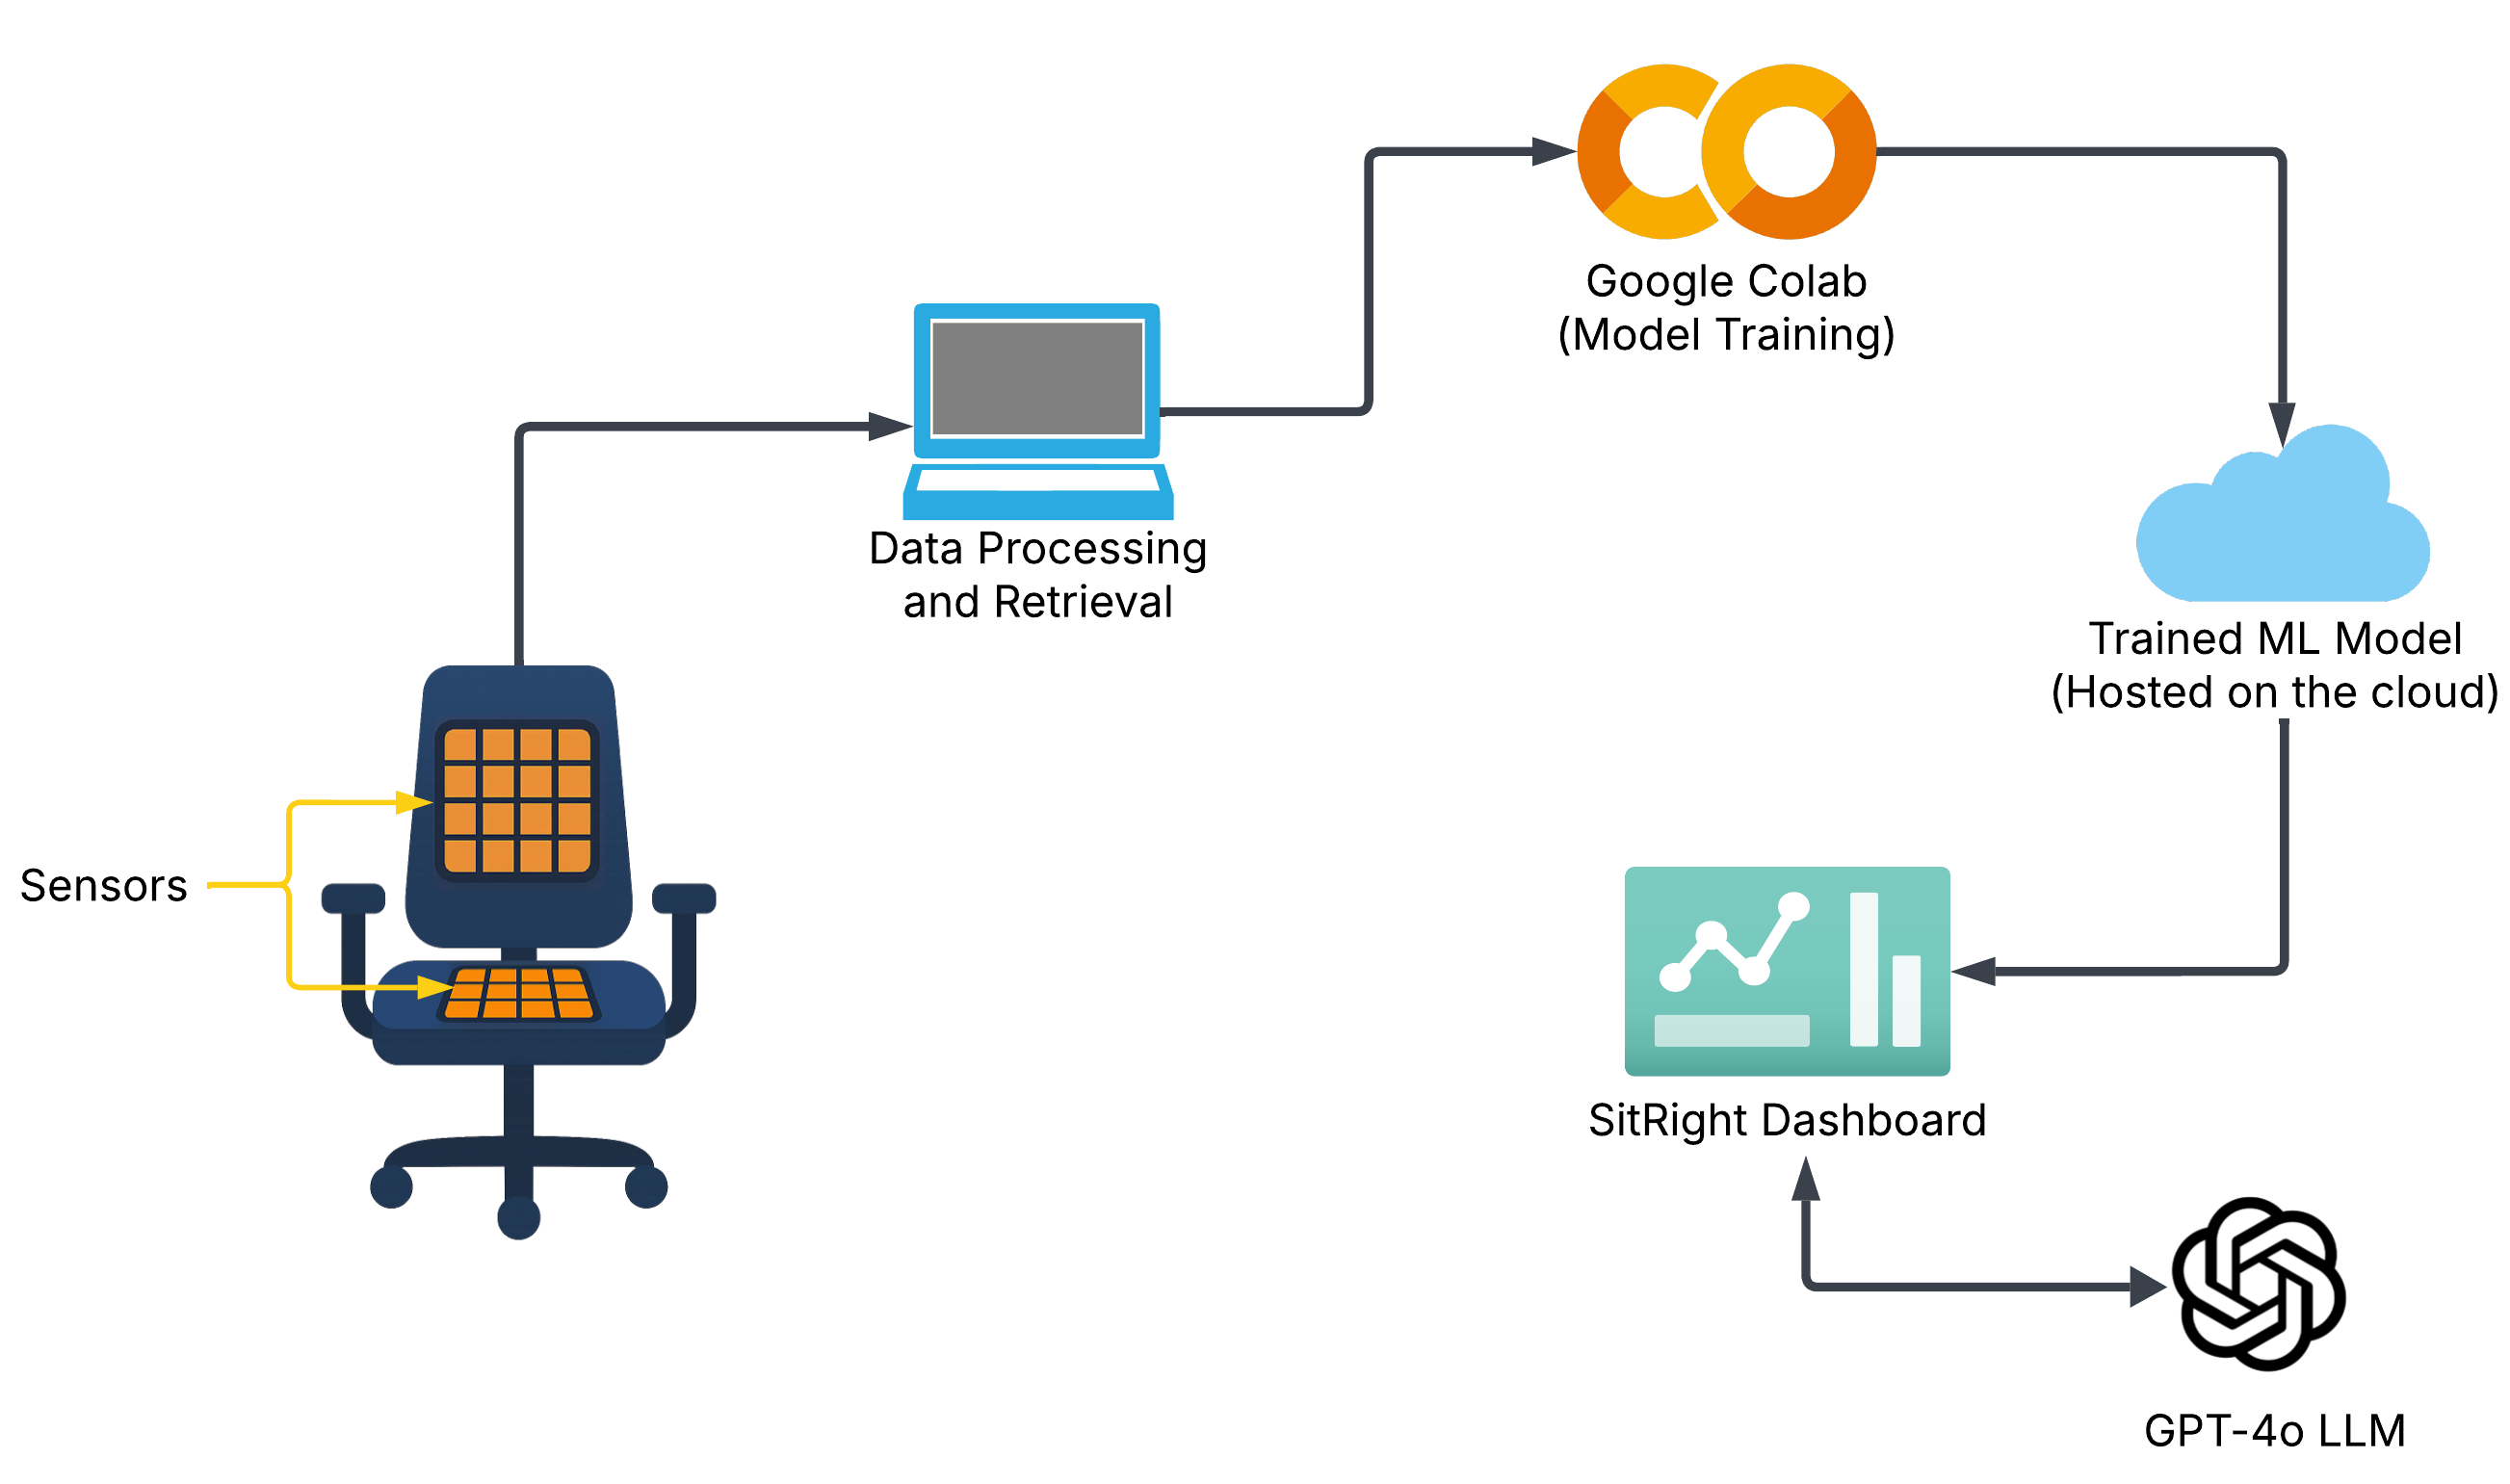 Google Colab
(Model Training)
Data Processing
and Retrieval
Trained ML Model
(Hosted on the cloud)
Sensors
SitRight Dashboard
GPT-4o LLM